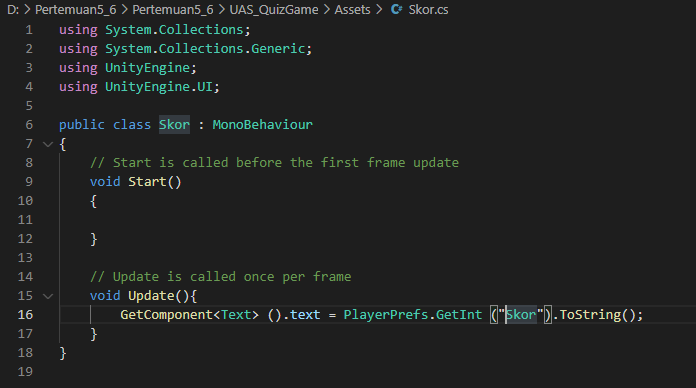 D: > Pertemuan5_6 > Pertemuan5_6 > UAS_QuizGame > Assets > C# Skor.cs
1 using System.Collections;
2 using System.Collections.Generic;
3 using UnityEngine;
4 using UnityEngine.UI;
5
6 public class Skor : MonoBehaviour
7 {
8 // Start is called before the first frame update
9 void Start()
10 {
11
12 }
13
14 // Update is called once per frame
15 void Update(){
16 GetComponent<Text> ().text = PlayerPrefs.GetInt ("Skor").ToString();
17 }
18 }
19